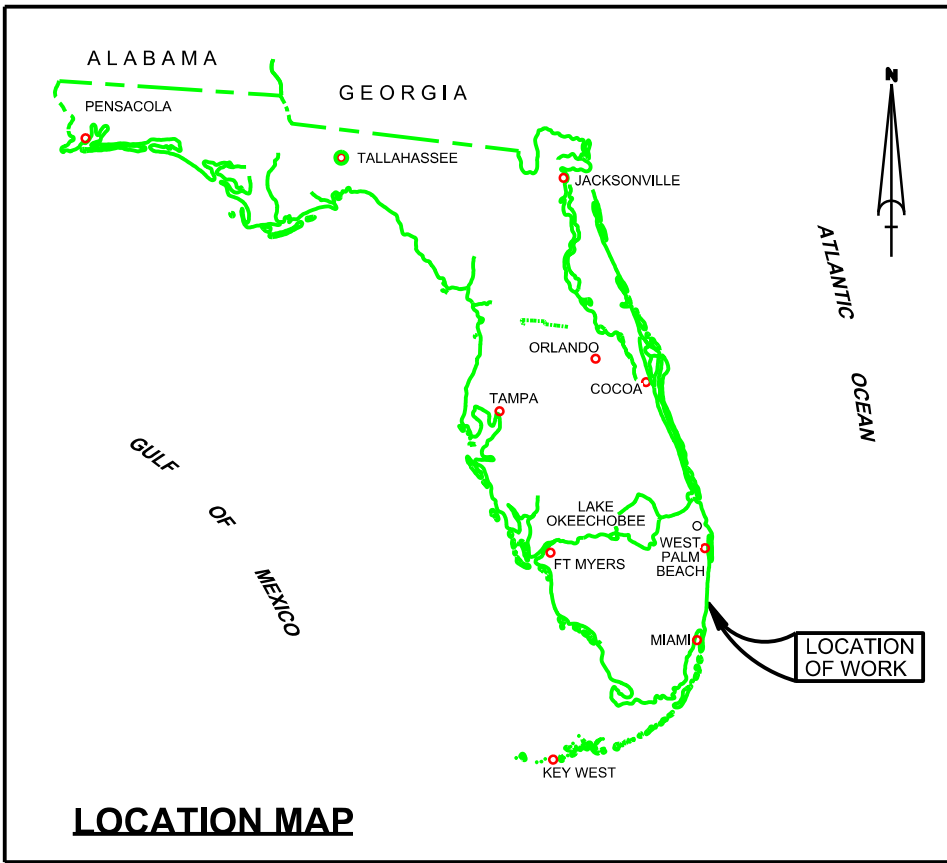 ALABAMA
GEORGIA
N
PENSACOLA
TALLAHASSEE
JACKSONVILLE
ATLANTIC
OCEAN
ORLANDO
COCOA
TAMPA
GULF
OF
MEXICO
LAKE
OKEECHOBEE
WEST
PALM
BEACH
FT MYERS
MIAMI
LOCATION
OF WORK
KEY WEST
LOCATION MAP